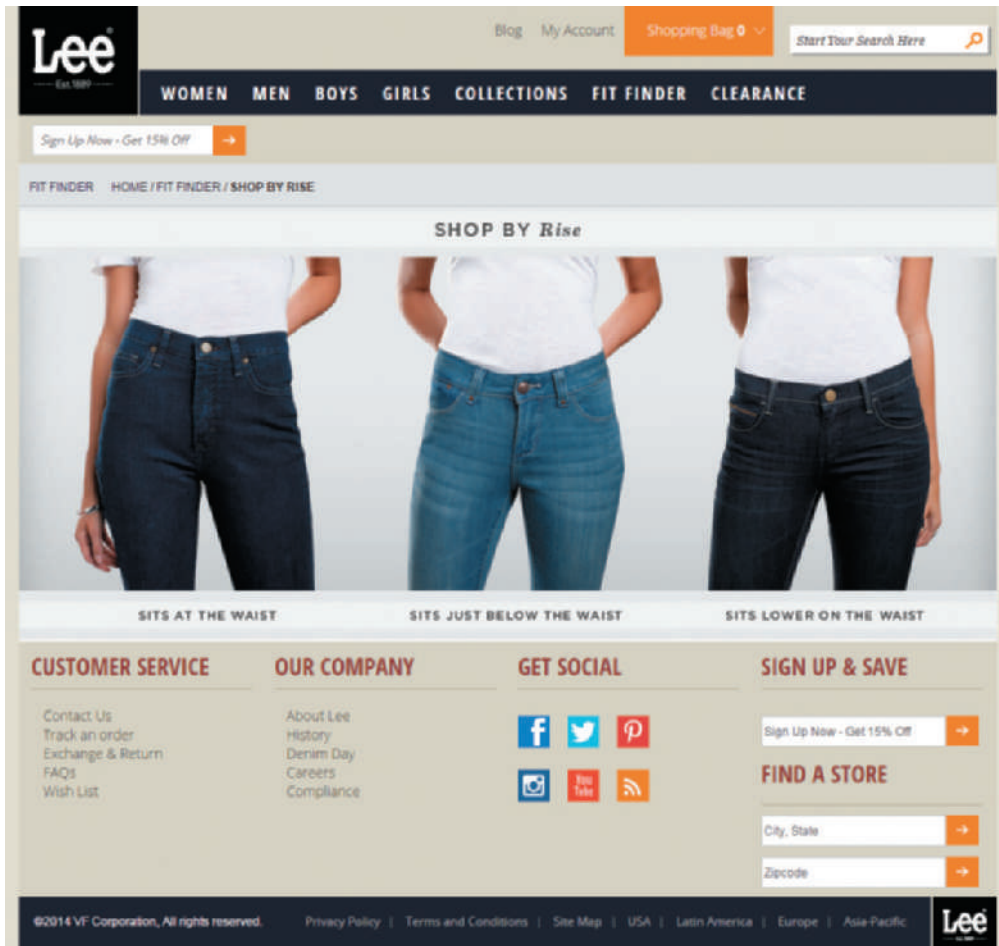 Lee
Est. 1889
Blog My Account Shopping Bag 0 Start Your Search Here
WOMEN MEN BOYS GIRLS COLLECTIONS FIT FINDER CLEARANCE
Sign Up Now - Get 15% Off
FIT FINDER HOME / FIT FINDER / SHOP BY RISE
SHOP BY Rise
SITS AT THE WAIST SITS JUST BELOW THE WAIST SITS LOWER ON THE WAIST
CUSTOMER SERVICE
Contact Us
Track an order
Exchange & Return
FAQs
Wish List
OUR COMPANY
About Lee
History
Denim Day
Careers
Compliance
GET SOCIAL
You
Tube
SIGN UP & SAVE
Sign Up Now - Get 15% Off
FIND A STORE
City, State
Zipcode
©2014 VF Corporation, All rights reserved. Privacy Policy | Terms and Conditions | Site Map | USA | Latin America | Europe | Asia-Pacific
Lee